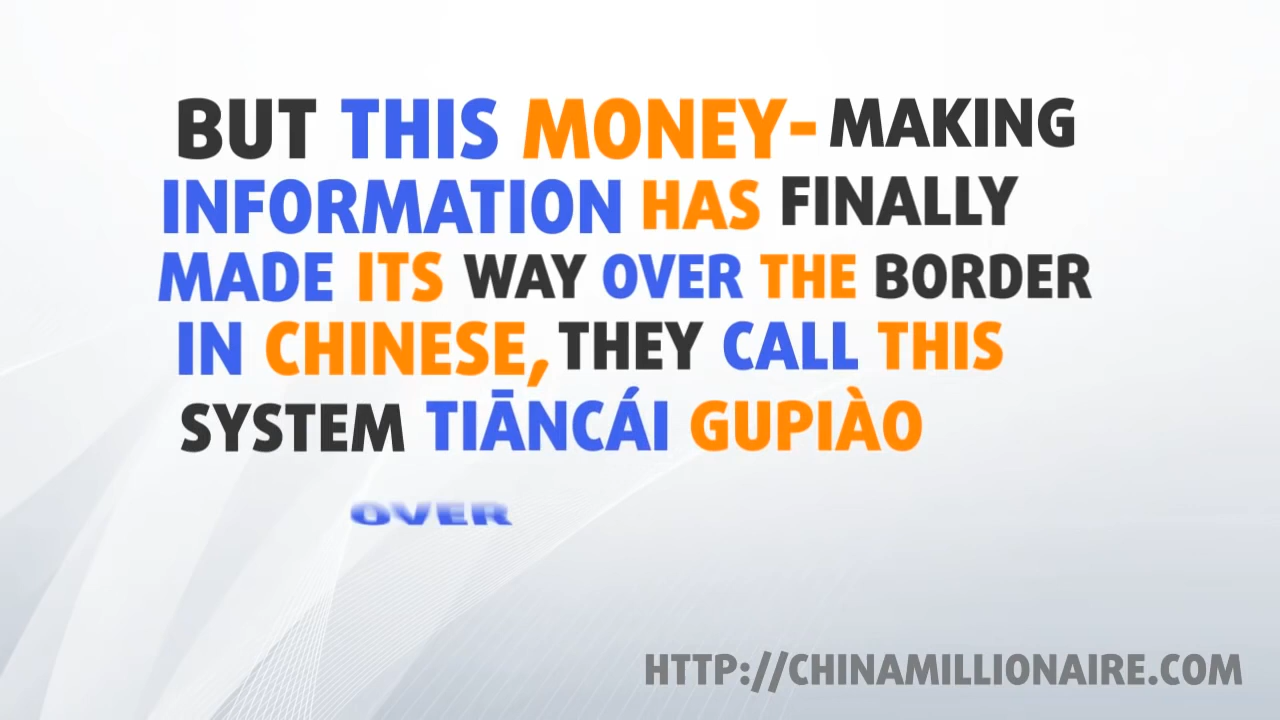 BUT THIS MONEY-MAKING
INFORMATION HAS FINALLY
MADE ITS WAY OVER THE BORDER
IN CHINESE, THEY CALL THIS
SYSTEM TIĀNCÁI GUPIÀO
OVER
HTTP://CHINAMILLIONAIRE.COM